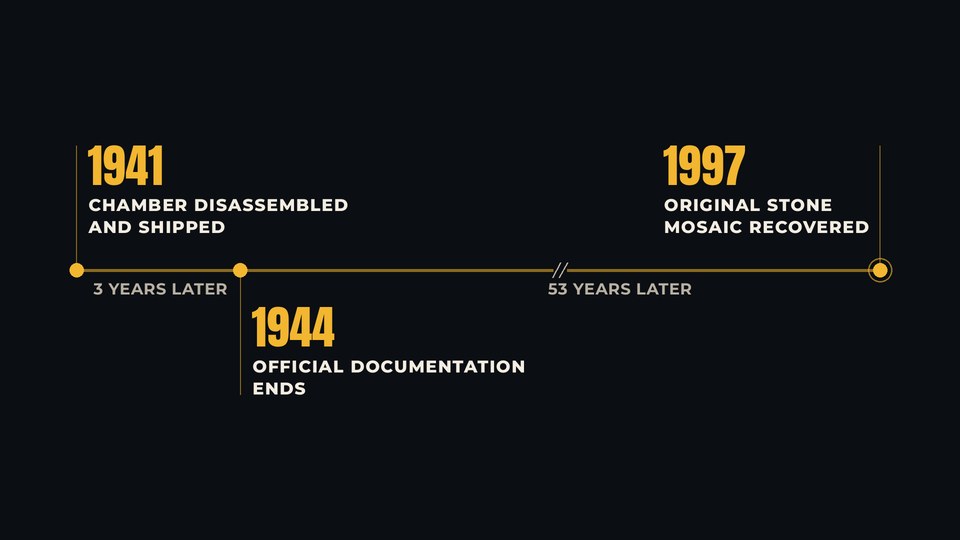 1941
CHAMBER DISASSEMBLED
AND SHIPPED
1997
ORIGINAL STONE
MOSAIC RECOVERED
3 YEARS LATER
53 YEARS LATER
1944
OFFICIAL DOCUMENTATION
ENDS